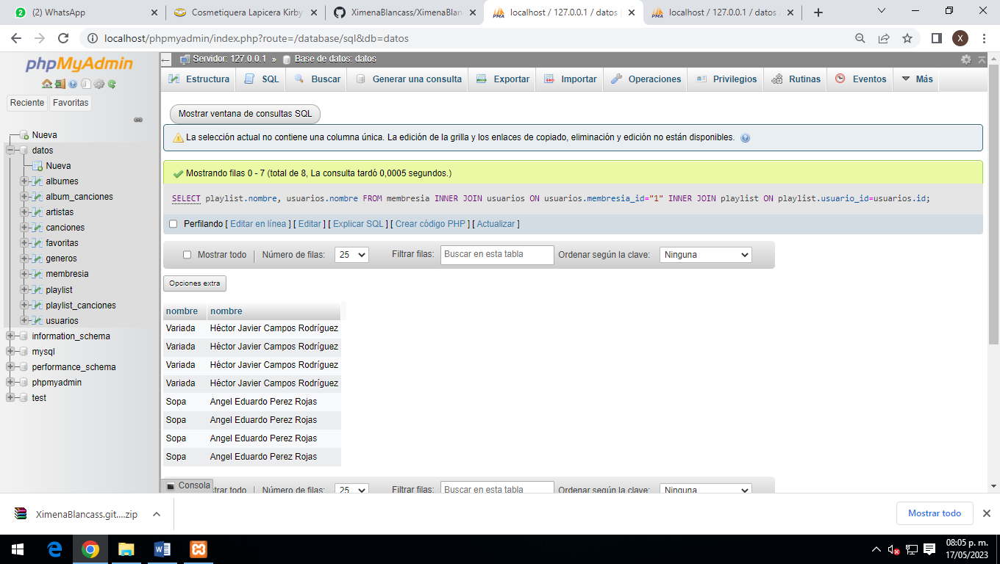 (2) WhatsApp
Cosmetiquera Lapicera Kirby
XimenaBlancass/XimenaBlan
localhost / 127.0.0.1 / datos
localhost / 127.0.0.1 / datos
localhost/phpmyadmin/index.php?route=/database/sql&db=datos
X
phpMyAdmin
Reciente Favoritas
Nueva
datos
Nueva
albumes
album_canciones
artistas
canciones
favoritas
generos
membresia
playlist
playlist_canciones
usuarios
information_schema
mysql
performance_schema
phpmyadmin
test
Servidor: 127.0.0.1 » Base de datos: datos
Estructura SQL Buscar Generar una consulta Exportar Importar Operaciones Privilegios Rutinas Eventos Más
Mostrar ventana de consultas SQL
La selección actual no contiene una columna única. La edición de la grilla y los enlaces de copiado, eliminación y edición no están disponibles.
Mostrando filas 0 - 7 (total de 8, La consulta tardó 0,0005 segundos.)
SELECT playlist.nombre, usuarios.nombre FROM membresia INNER JOIN usuarios ON usuarios.membresia_id="1" INNER JOIN playlist ON playlist.usuario_id=usuarios.id;
Perfilando [ Editar en línea ] [ Editar ] [ Explicar SQL ] [ Crear código PHP ] [ Actualizar ]
Mostrar todo | Número de filas: 25 Filtrar filas: Buscar en esta tabla Ordenar según la clave: Ninguna
Opciones extra
nombre nombre
Variada Héctor Javier Campos Rodríguez
Variada Héctor Javier Campos Rodríguez
Variada Héctor Javier Campos Rodríguez
Variada Héctor Javier Campos Rodríguez
Sopa Angel Eduardo Perez Rojas
Sopa Angel Eduardo Perez Rojas
Sopa Angel Eduardo Perez Rojas
Sopa Angel Eduardo Perez Rojas
Consola
strar todo | Número de filas: 25 Filtrar filas: Buscar en esta tabla Ordenar según la clave: Ninguna
XimenaBlancass.git....zip
Mostrar todo
08:05 p. m.
17/05/2023